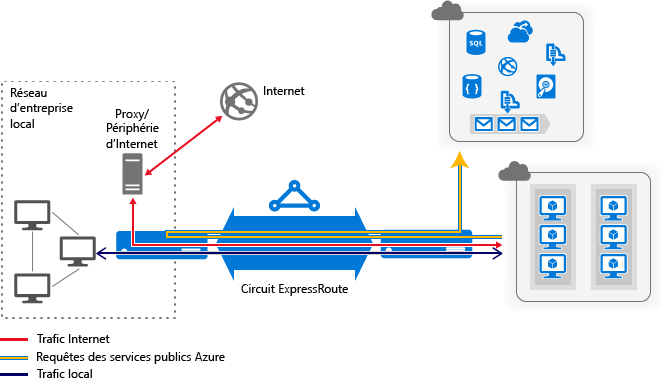 Réseau
d'entreprise
local
Proxy/
Périphérie
d'Internet
Internet
SQL
{ }
Circuit ExpressRoute
Trafic Internet
Requêtes des services publics Azure
Trafic local